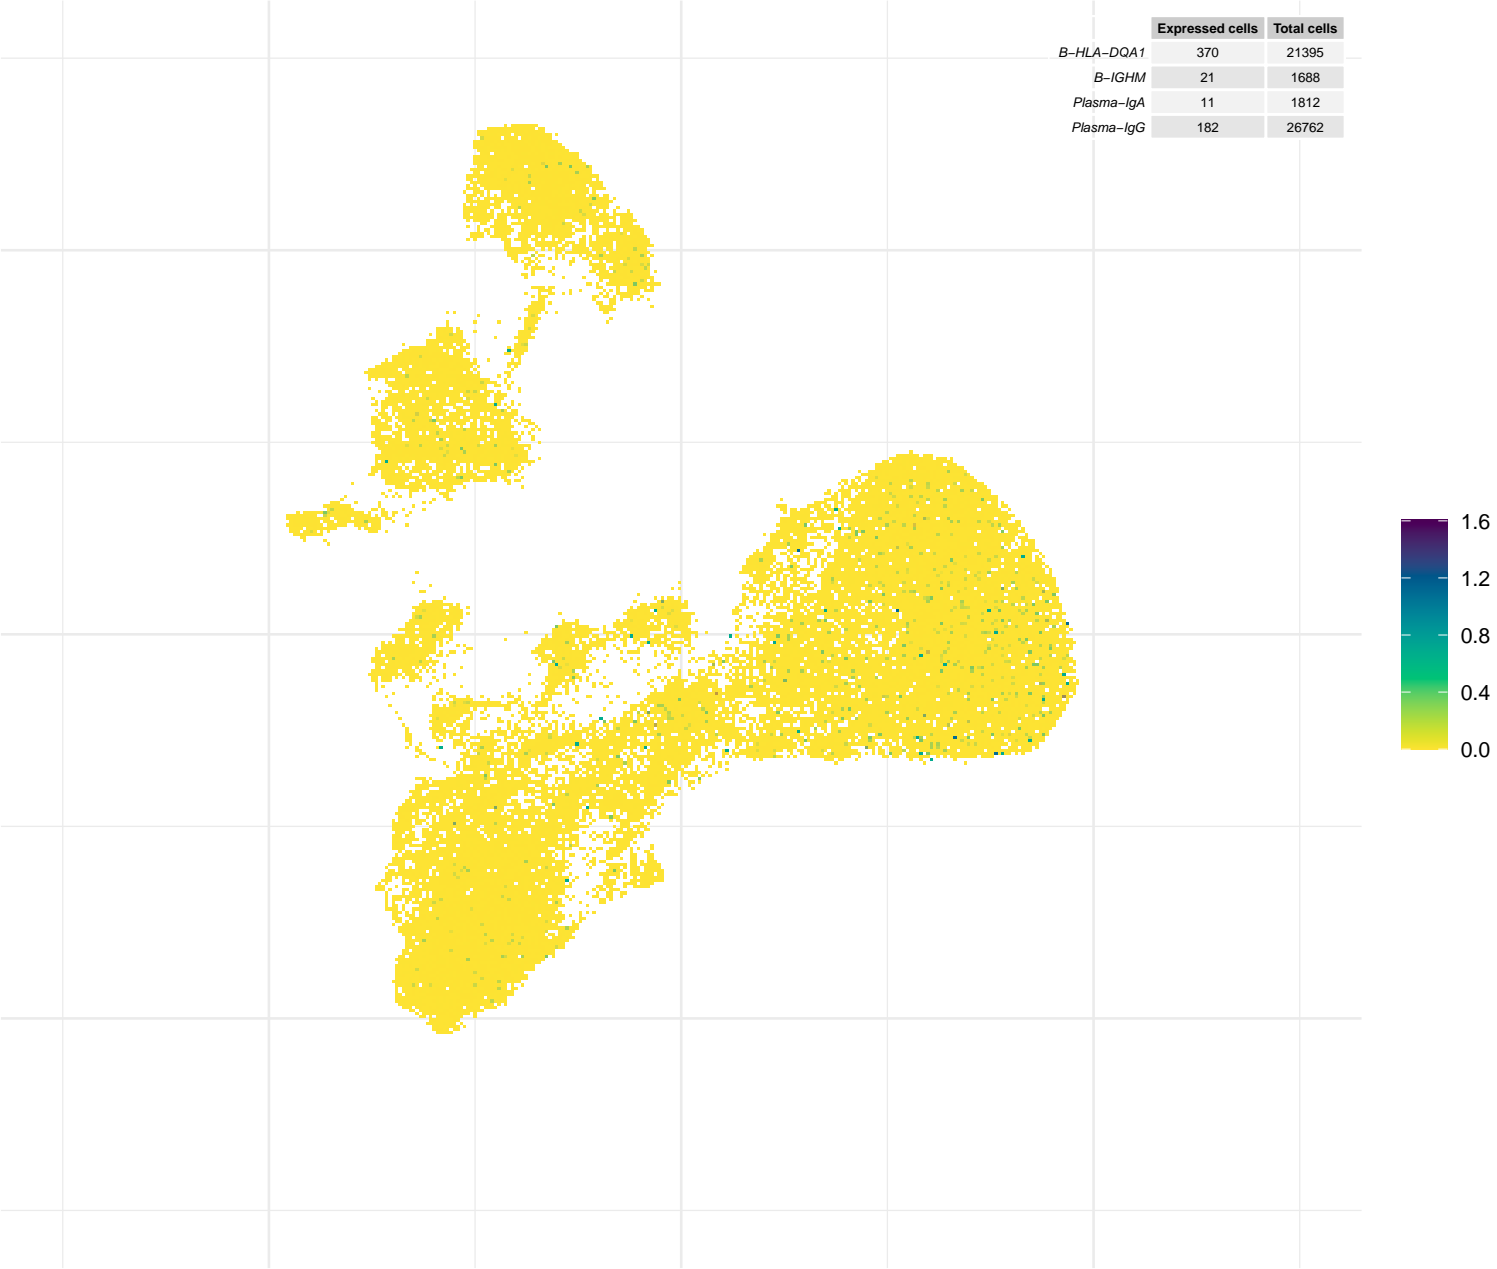 Expressed cells Total cells
B−HLA−DQA1 370 21395
B−IGHM 21 1688
Plasma−IgA 11 1812
Plasma−IgG 182 26762
1.6
1.2
0.8
0.4
0.0